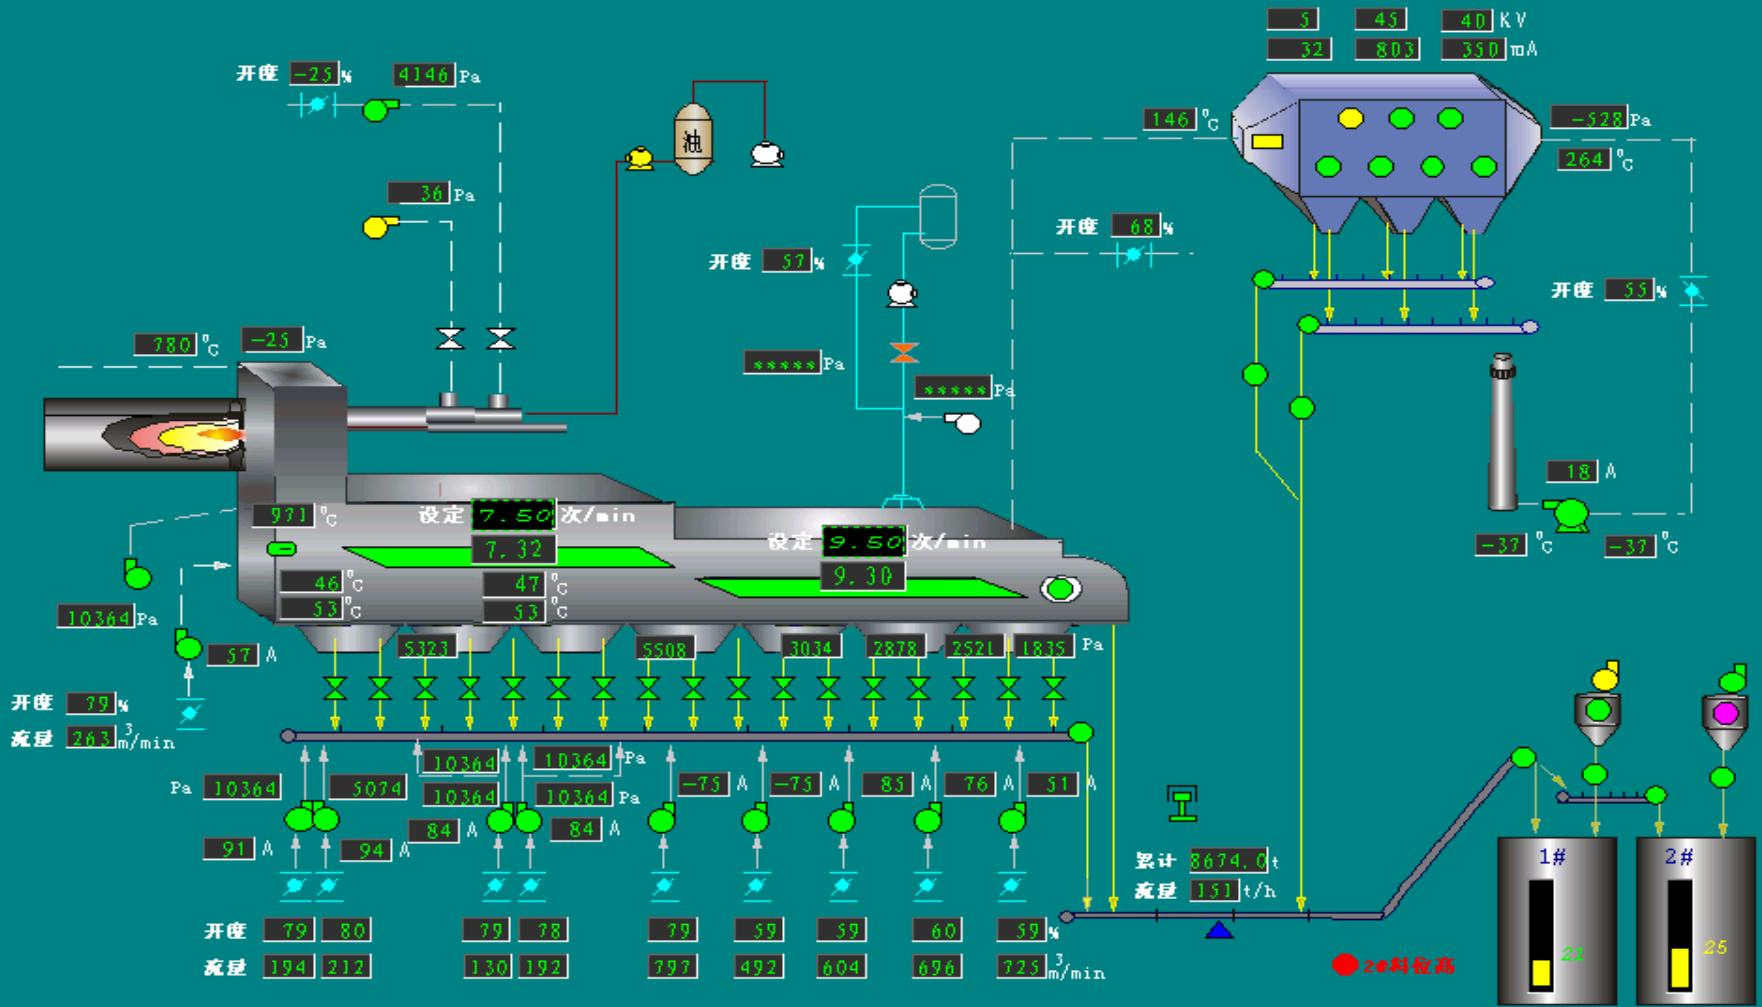 5 45 40 KV
32 803 350 mA
开度 -25 % 4146 Pa
油
146 °C
-528 Pa
264 °C
36 Pa
开度 68 %
开度 57 %
开度 55 %
780 °C -25 Pa
***** Pa
***** Pa
18 A
-37 °C -37 °C
971 °C
设定 7.50 次/min
7.32
设定 9.50 次/min
9.30
46 °C 47 °C
53 °C 53 °C
10364 Pa
57 A
5323 5508 3034 2878 2521 1835 Pa
开度 79 %
流量 263 m³/min
10364 10364 Pa
Pa 10364 5074 -75 A -75 A 85 A 76 A 51 A
10364 10364 Pa
84 A 84 A
91 A 94 A
累计 8674.0 t
流量 151 t/h
1# 2#
开度 79 80 79 78 79 59 59 60 59 %
流量 194 212 130 192 797 492 604 696 725 m³/min
21 25
2#料位高